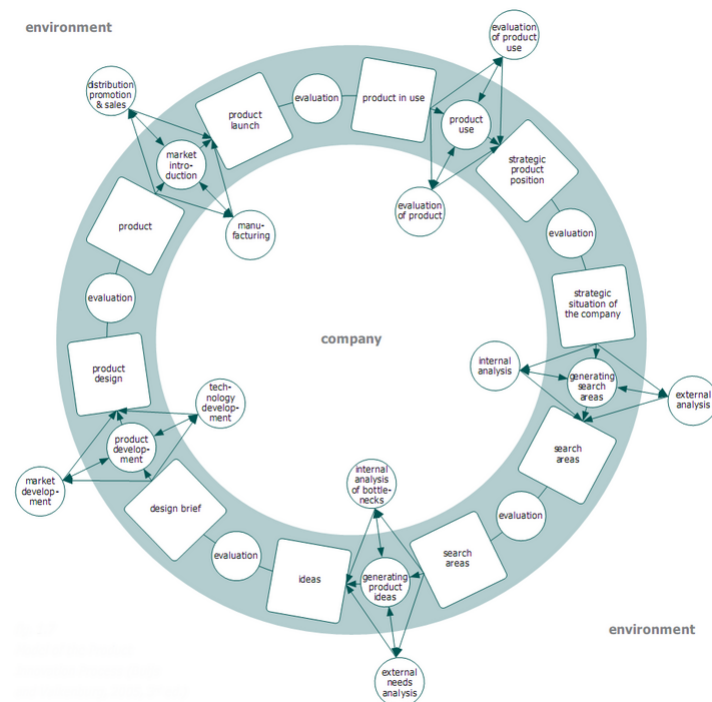 environment
evaluation
of product
use
distribution
promotion
& sales
product
launch
evaluation
product in use
product
use
market
intro-
duction
strategic
product
position
evaluation
of product
product
manu-
facturing
evaluation
evaluation
strategic
situation of
the company
company
product
design
internal
analysis
generating
search
areas
external
analysis
tech-
nology
develop-
ment
product
develop-
ment
search
areas
market
develop-
ment
internal
analysis
of bottle-
necks
design brief
evaluation
evaluation
search
areas
ideas
generating
product
ideas
environment
external
needs
analysis